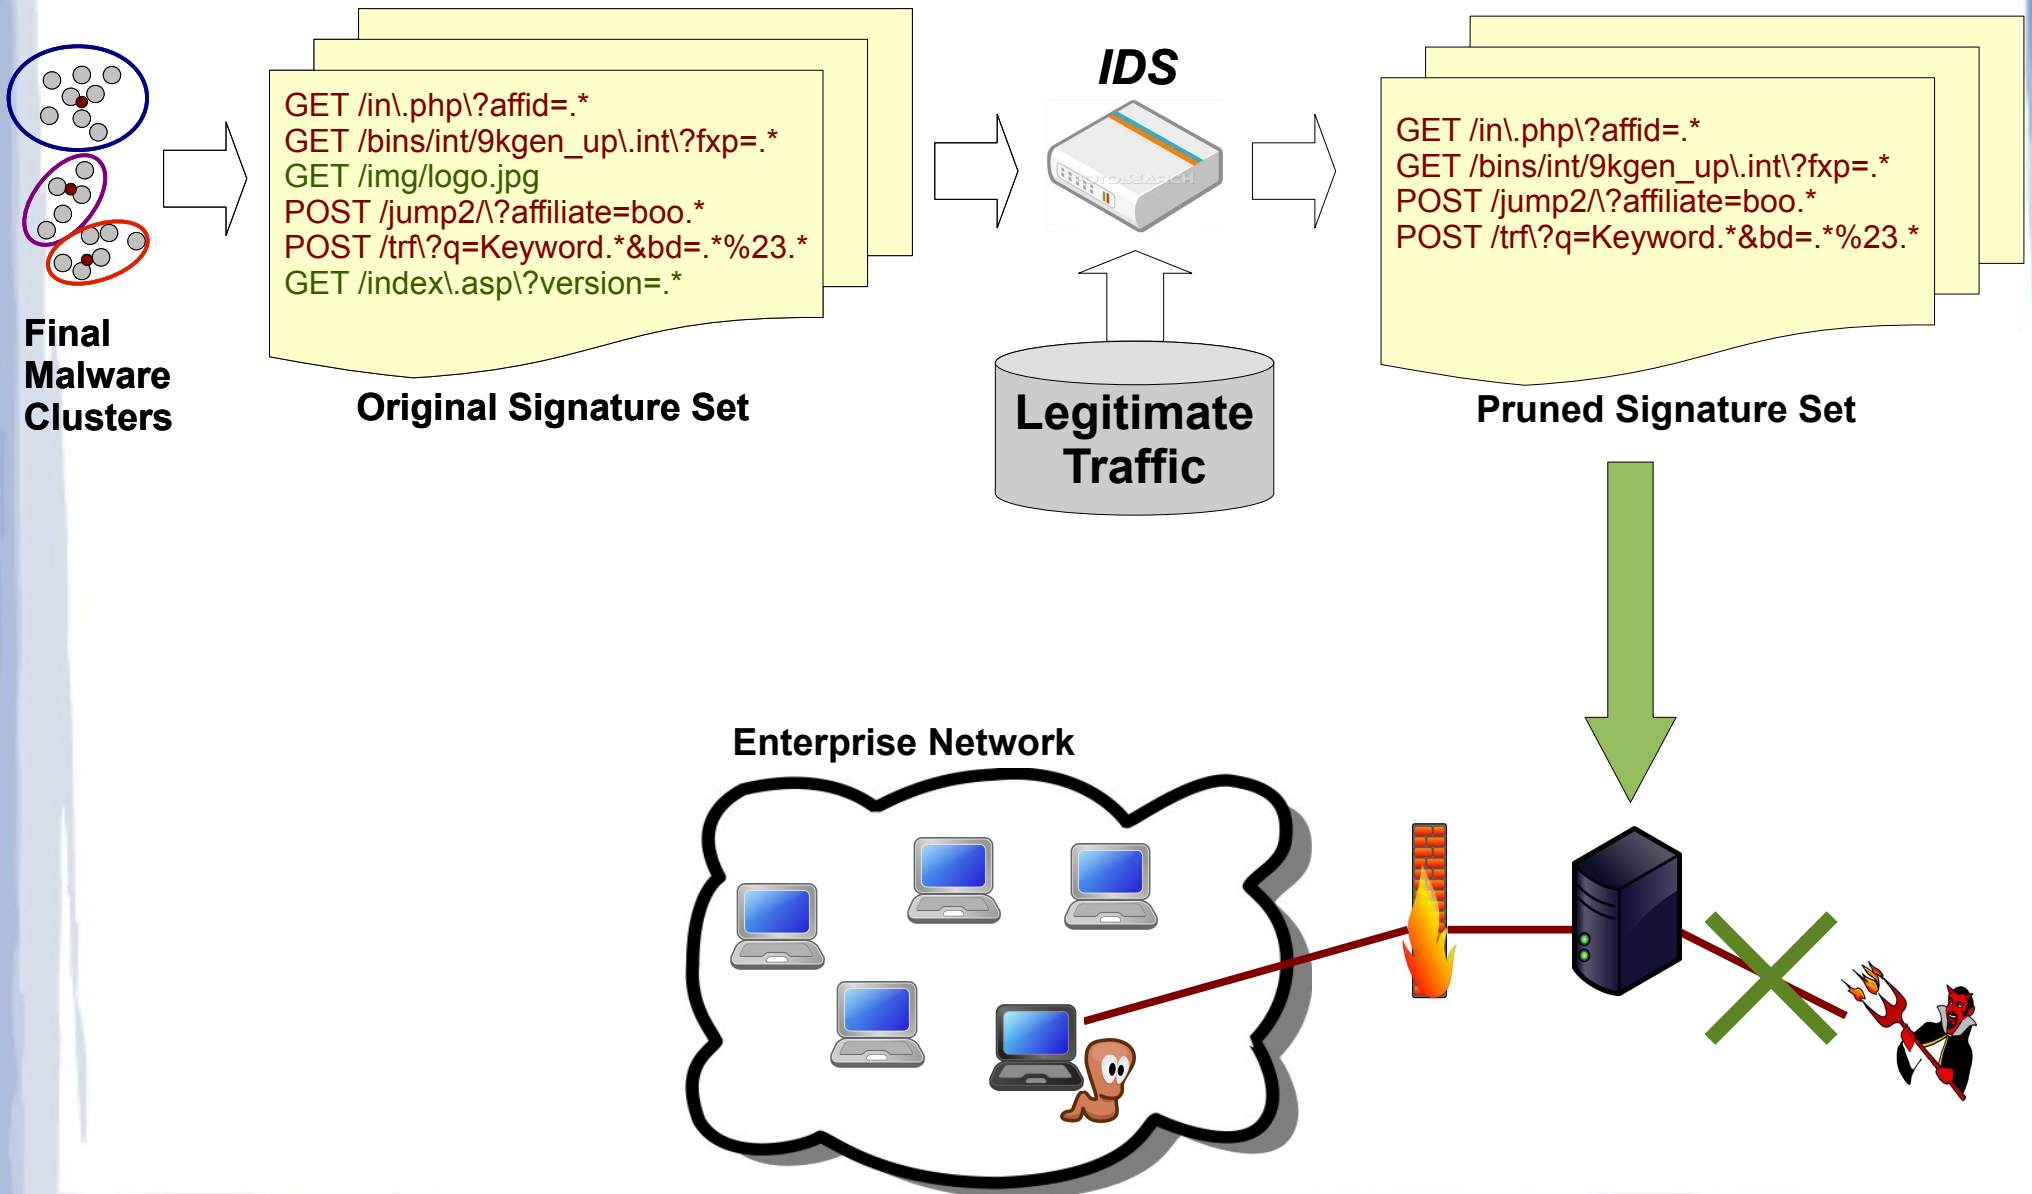 IDS
GET /in\.php\?affid=.*
GET /bins/int/9kgen_up\.int\?fxp=.*
GET /img/logo.jpg
POST /jump2/\?affiliate=boo.*
POST /trf\?q=Keyword.*&bd=.*%23.*
GET /index\.asp\?version=.*
GET /in\.php\?affid=.*
GET /bins/int/9kgen_up\.int\?fxp=.*
POST /jump2/\?affiliate=boo.*
POST /trf\?q=Keyword.*&bd=.*%23.*
Final
Malware
Clusters
Original Signature Set
Legitimate
Traffic
Pruned Signature Set
Enterprise Network